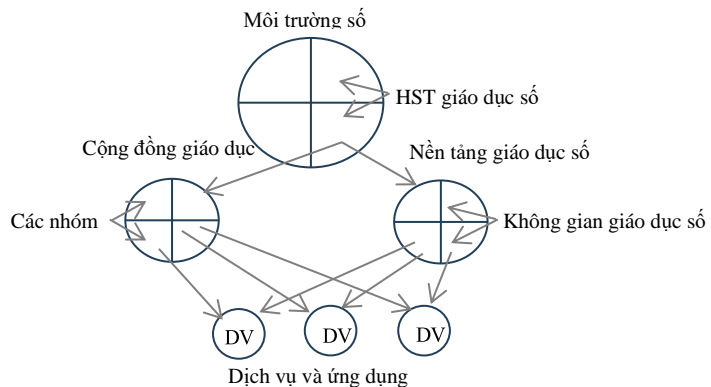 Môi trường số
HST giáo dục số
Cộng đồng giáo dục
Nền tảng giáo dục số
Các nhóm
Không gian giáo dục số
DV
DV
DV
Dịch vụ và ứng dụng